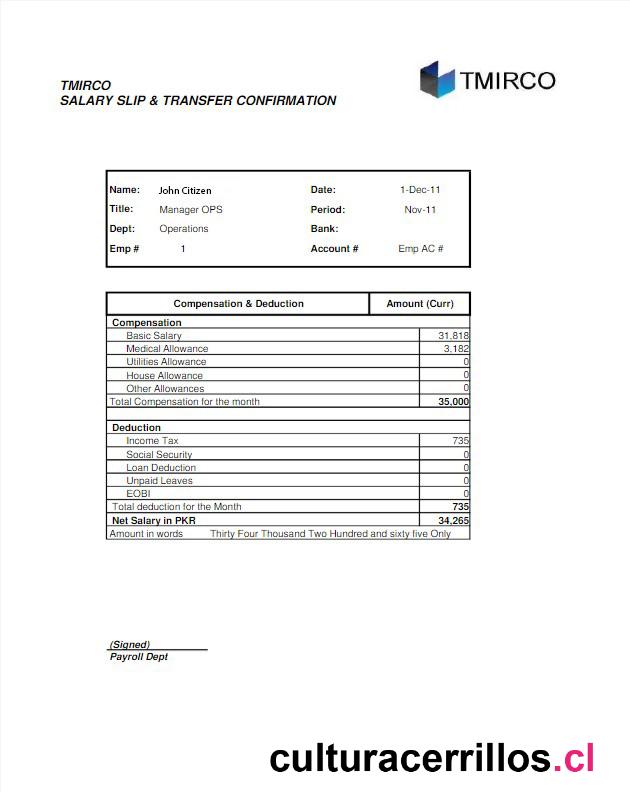 TMIRCO
TMIRCO
SALARY SLIP & TRANSFER CONFIRMATION
Name: John Citizen Date: 1-Dec-11
Title: Manager OPS Period: Nov-11
Dept: Operations Bank:
Emp # 1 Account # Emp AC #
Compensation & Deduction Amount (Curr)
Compensation
Basic Salary 31,818
Medical Allowance 3,182
Utilities Allowance 0
House Allowance 0
Other Allowances 0
Total Compensation for the month 35,000
Deduction
Income Tax 735
Social Security 0
Loan Deduction 0
Unpaid Leaves 0
EOBI 0
Total deduction for the Month 735
Net Salary in PKR 34,265
Amount in words Thirty Four Thousand Two Hundred and sixty five Only
(Signed)
Payroll Dept
culturacerrillos.cl